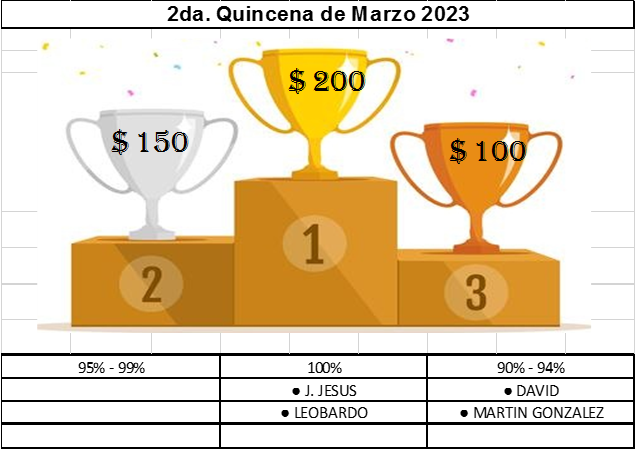 2da. Quincena de Marzo 2023
$ 200
$ 150
$ 100
1
2
3
95% - 99%
100%
90% - 94%
● J. JESUS
● DAVID
● LEOBARDO
● MARTIN GONZALEZ